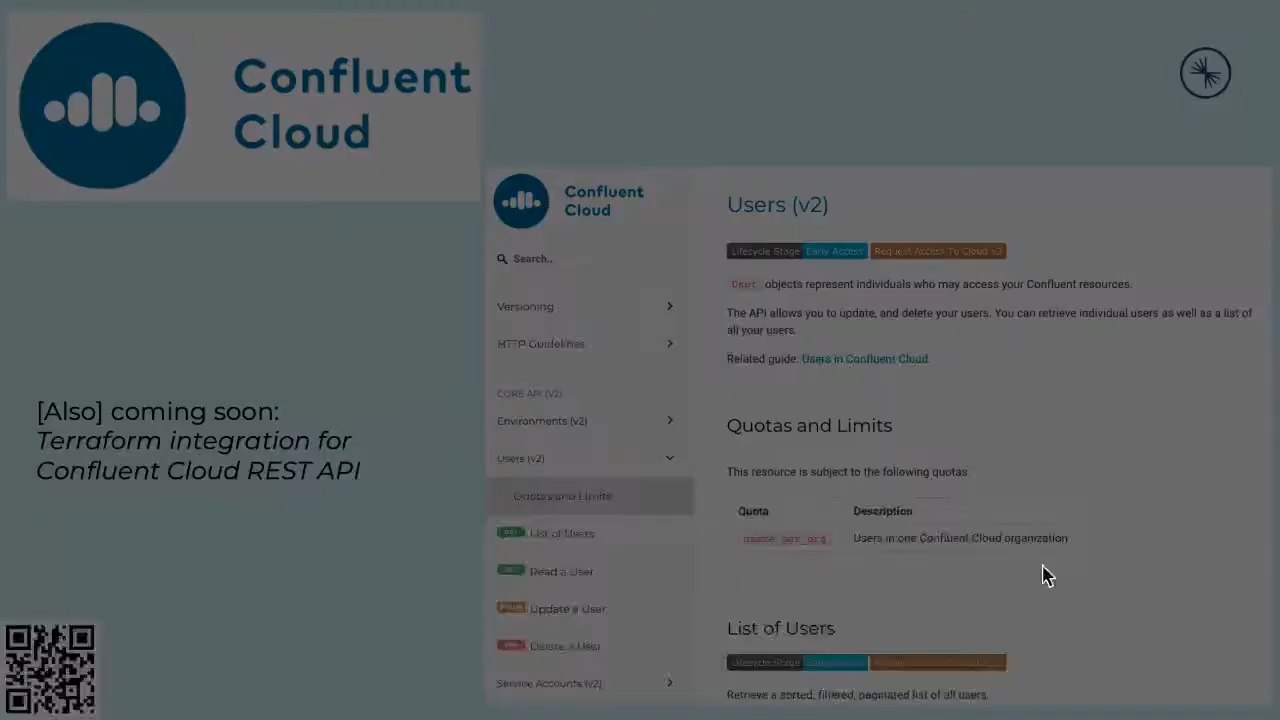 Confluent
Cloud
[Also] coming soon:
Terraform integration for
Confluent Cloud REST API
Confluent
Cloud
Search...
Versioning
HTTP Guidelines
CORE API (V2)
Environments (v2)
Users (v2)
Quotas and Limits
List of Users
Read a User
Update a User
Delete a User
Service Accounts (v2)
Users (v2)
Lifecycle Stage Early Access Request Access To Cloud v2
User objects represent individuals who may access your Confluent resources.
The API allows you to update, and delete your users. You can retrieve individual users as well as a list of
all your users.
Related guide: Users in Confluent Cloud.
Quotas and Limits
This resource is subject to the following quotas:
Quota Description
Users in one Confluent Cloud organization
List of Users
Lifecycle Stage
Retrieve a sorted, filtered, paginated list of all users.